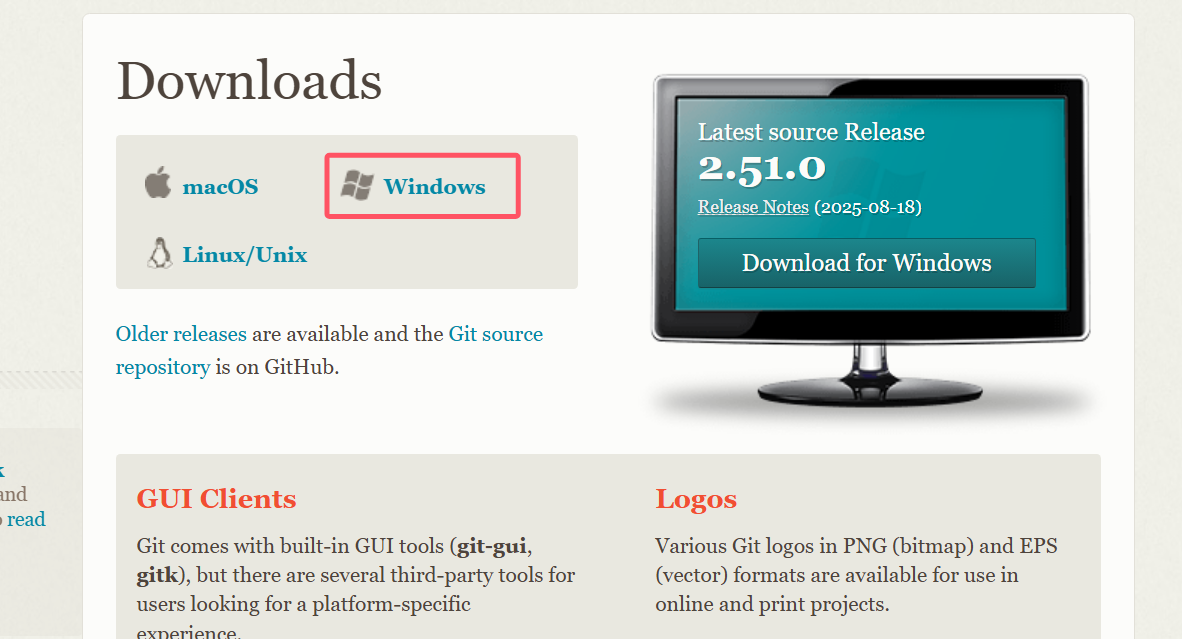 Downloads
macOS
Windows
Linux/Unix
Older releases are available and the Git source
repository is on GitHub.
Latest source Release
2.51.0
Release Notes (2025-08-18)
Download for Windows
and
read
GUI Clients
Git comes with built-in GUI tools (git-gui,
gitk), but there are several third-party tools for
users looking for a platform-specific
experience.
Logos
Various Git logos in PNG (bitmap) and EPS
(vector) formats are available for use in
online and print projects.